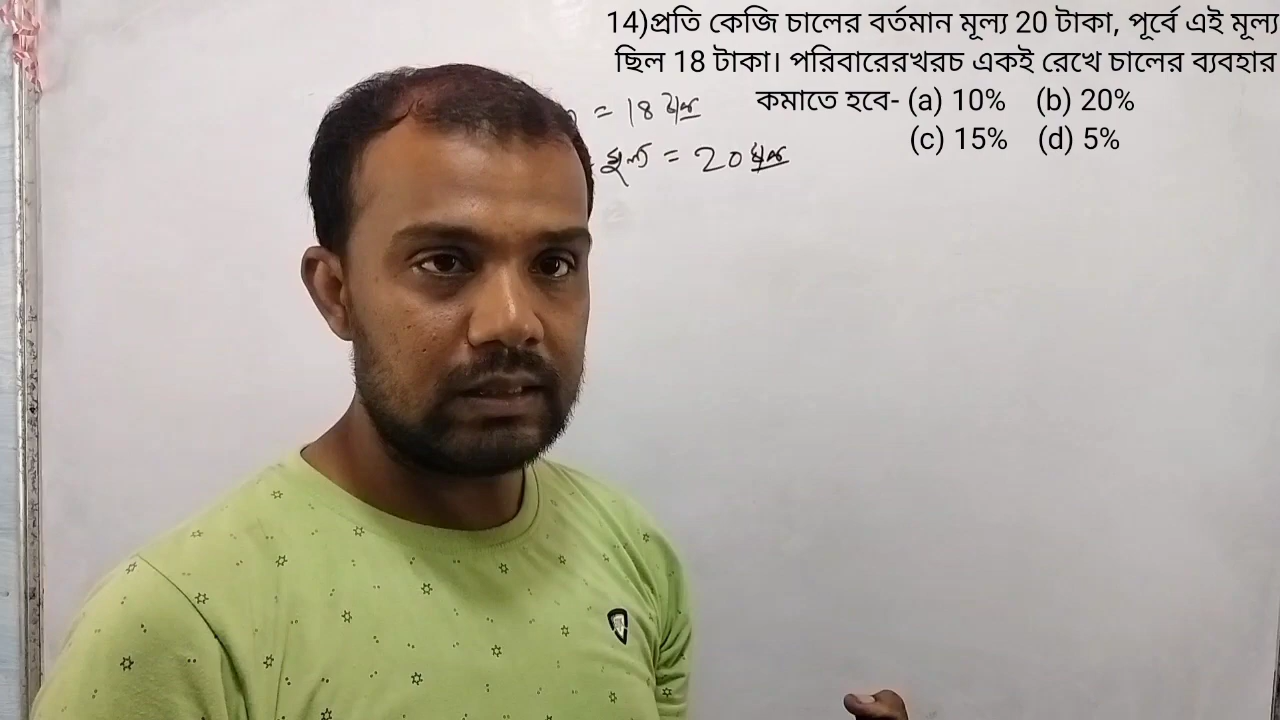 14)প্রতি কেজি চালের বর্তমান মূল্য 20 টাকা, পূর্বে এই মূল্য
ছিল 18 টাকা। পরিবারেরখরচ একই রেখে চালের ব্যবহার
কমাতে হবে- (a) 10% (b) 20%
(c) 15% (d) 5%
= 18 টাকা
মূল্য = 20 টাকা